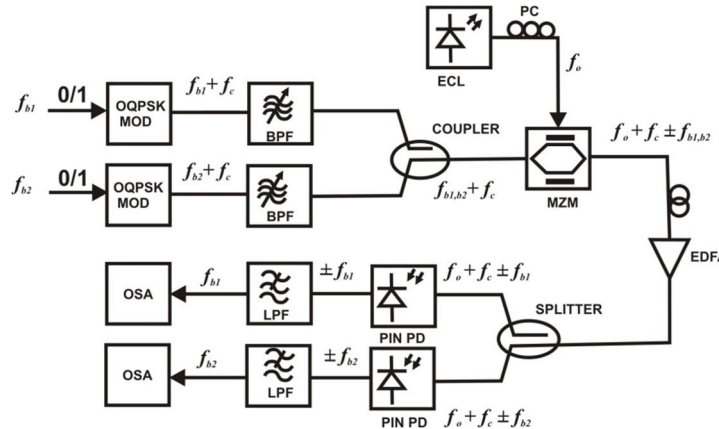 PC
ECL
f_o
f_b1
0/1
OQPSK
MOD
f_b1+f_c
BPF
COUPLER
f_b2
0/1
OQPSK
MOD
f_b2+f_c
BPF
f_b1,b2+f_c
MZM
f_o+f_c±f_b1,b2
EDFA
OSA
f_b1
LPF
±f_b1
PIN PD
f_o+f_c±f_b1
SPLITTER
OSA
f_b2
LPF
±f_b2
PIN PD
f_o+f_c±f_b2